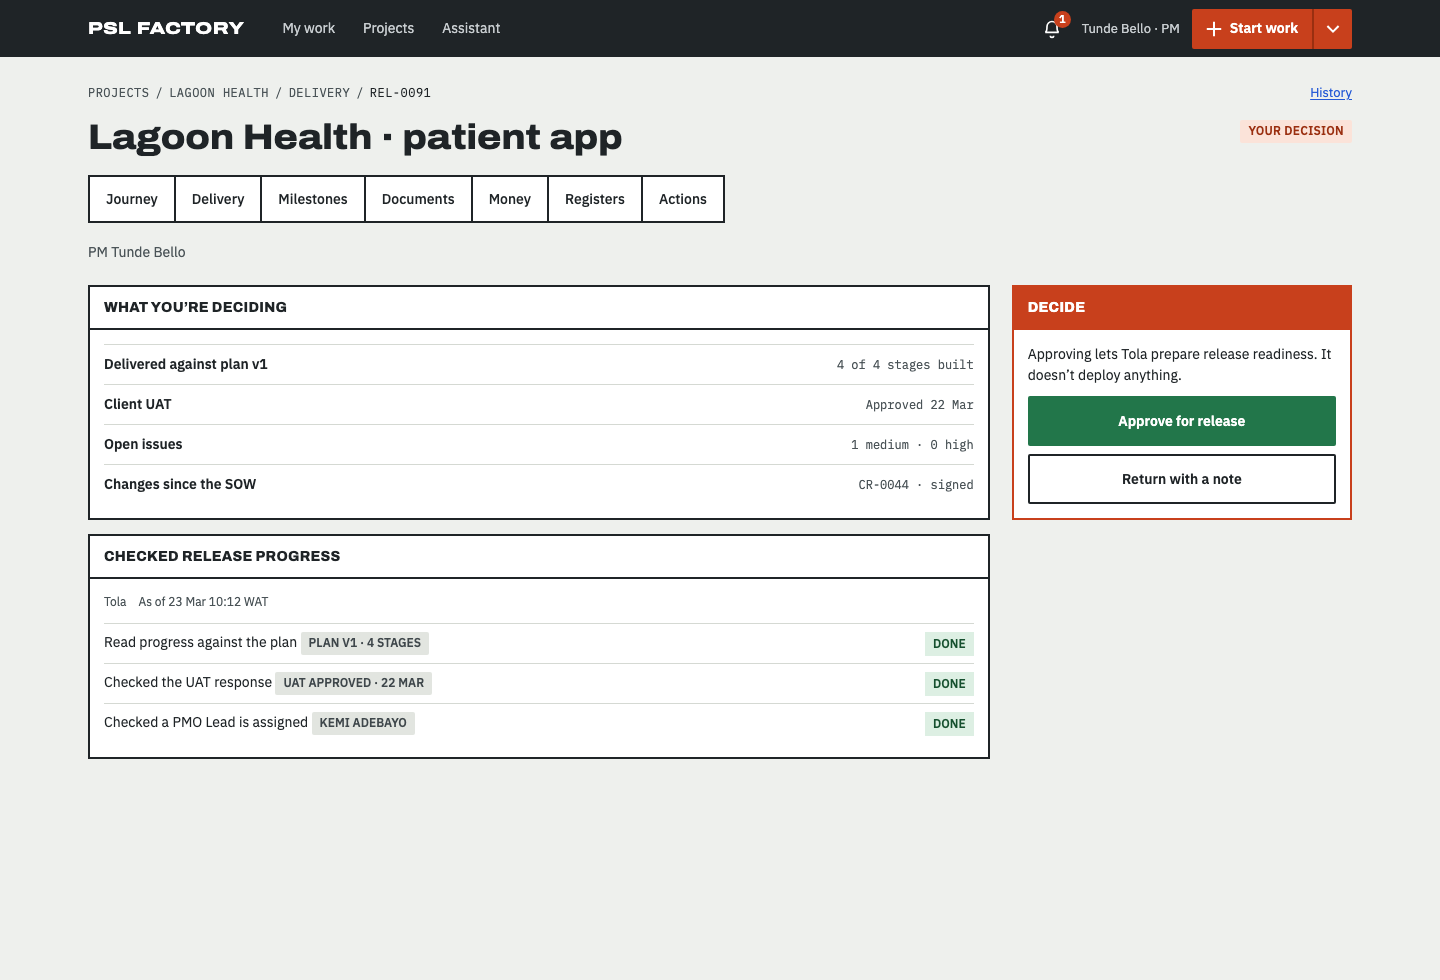 PSL FACTORY
My work
Projects
Assistant
1
Tunde Bello · PM
Start work
PROJECTS / LAGOON HEALTH / DELIVERY / REL-0091
History
Lagoon Health · patient app
YOUR DECISION
Journey
Delivery
Milestones
Documents
Money
Registers
Actions
PM Tunde Bello
WHAT YOU’RE DECIDING
Delivered against plan v1
4 of 4 stages built
Client UAT
Approved 22 Mar
Open issues
1 medium · 0 high
Changes since the SOW
CR-0044 · signed
DECIDE
Approving lets Tola prepare release readiness. It
doesn’t deploy anything.
Approve for release
Return with a note
CHECKED RELEASE PROGRESS
Tola As of 23 Mar 10:12 WAT
Read progress against the plan PLAN V1 · 4 STAGES
DONE
Checked the UAT response UAT APPROVED · 22 MAR
DONE
Checked a PMO Lead is assigned KEMI ADEBAYO
DONE